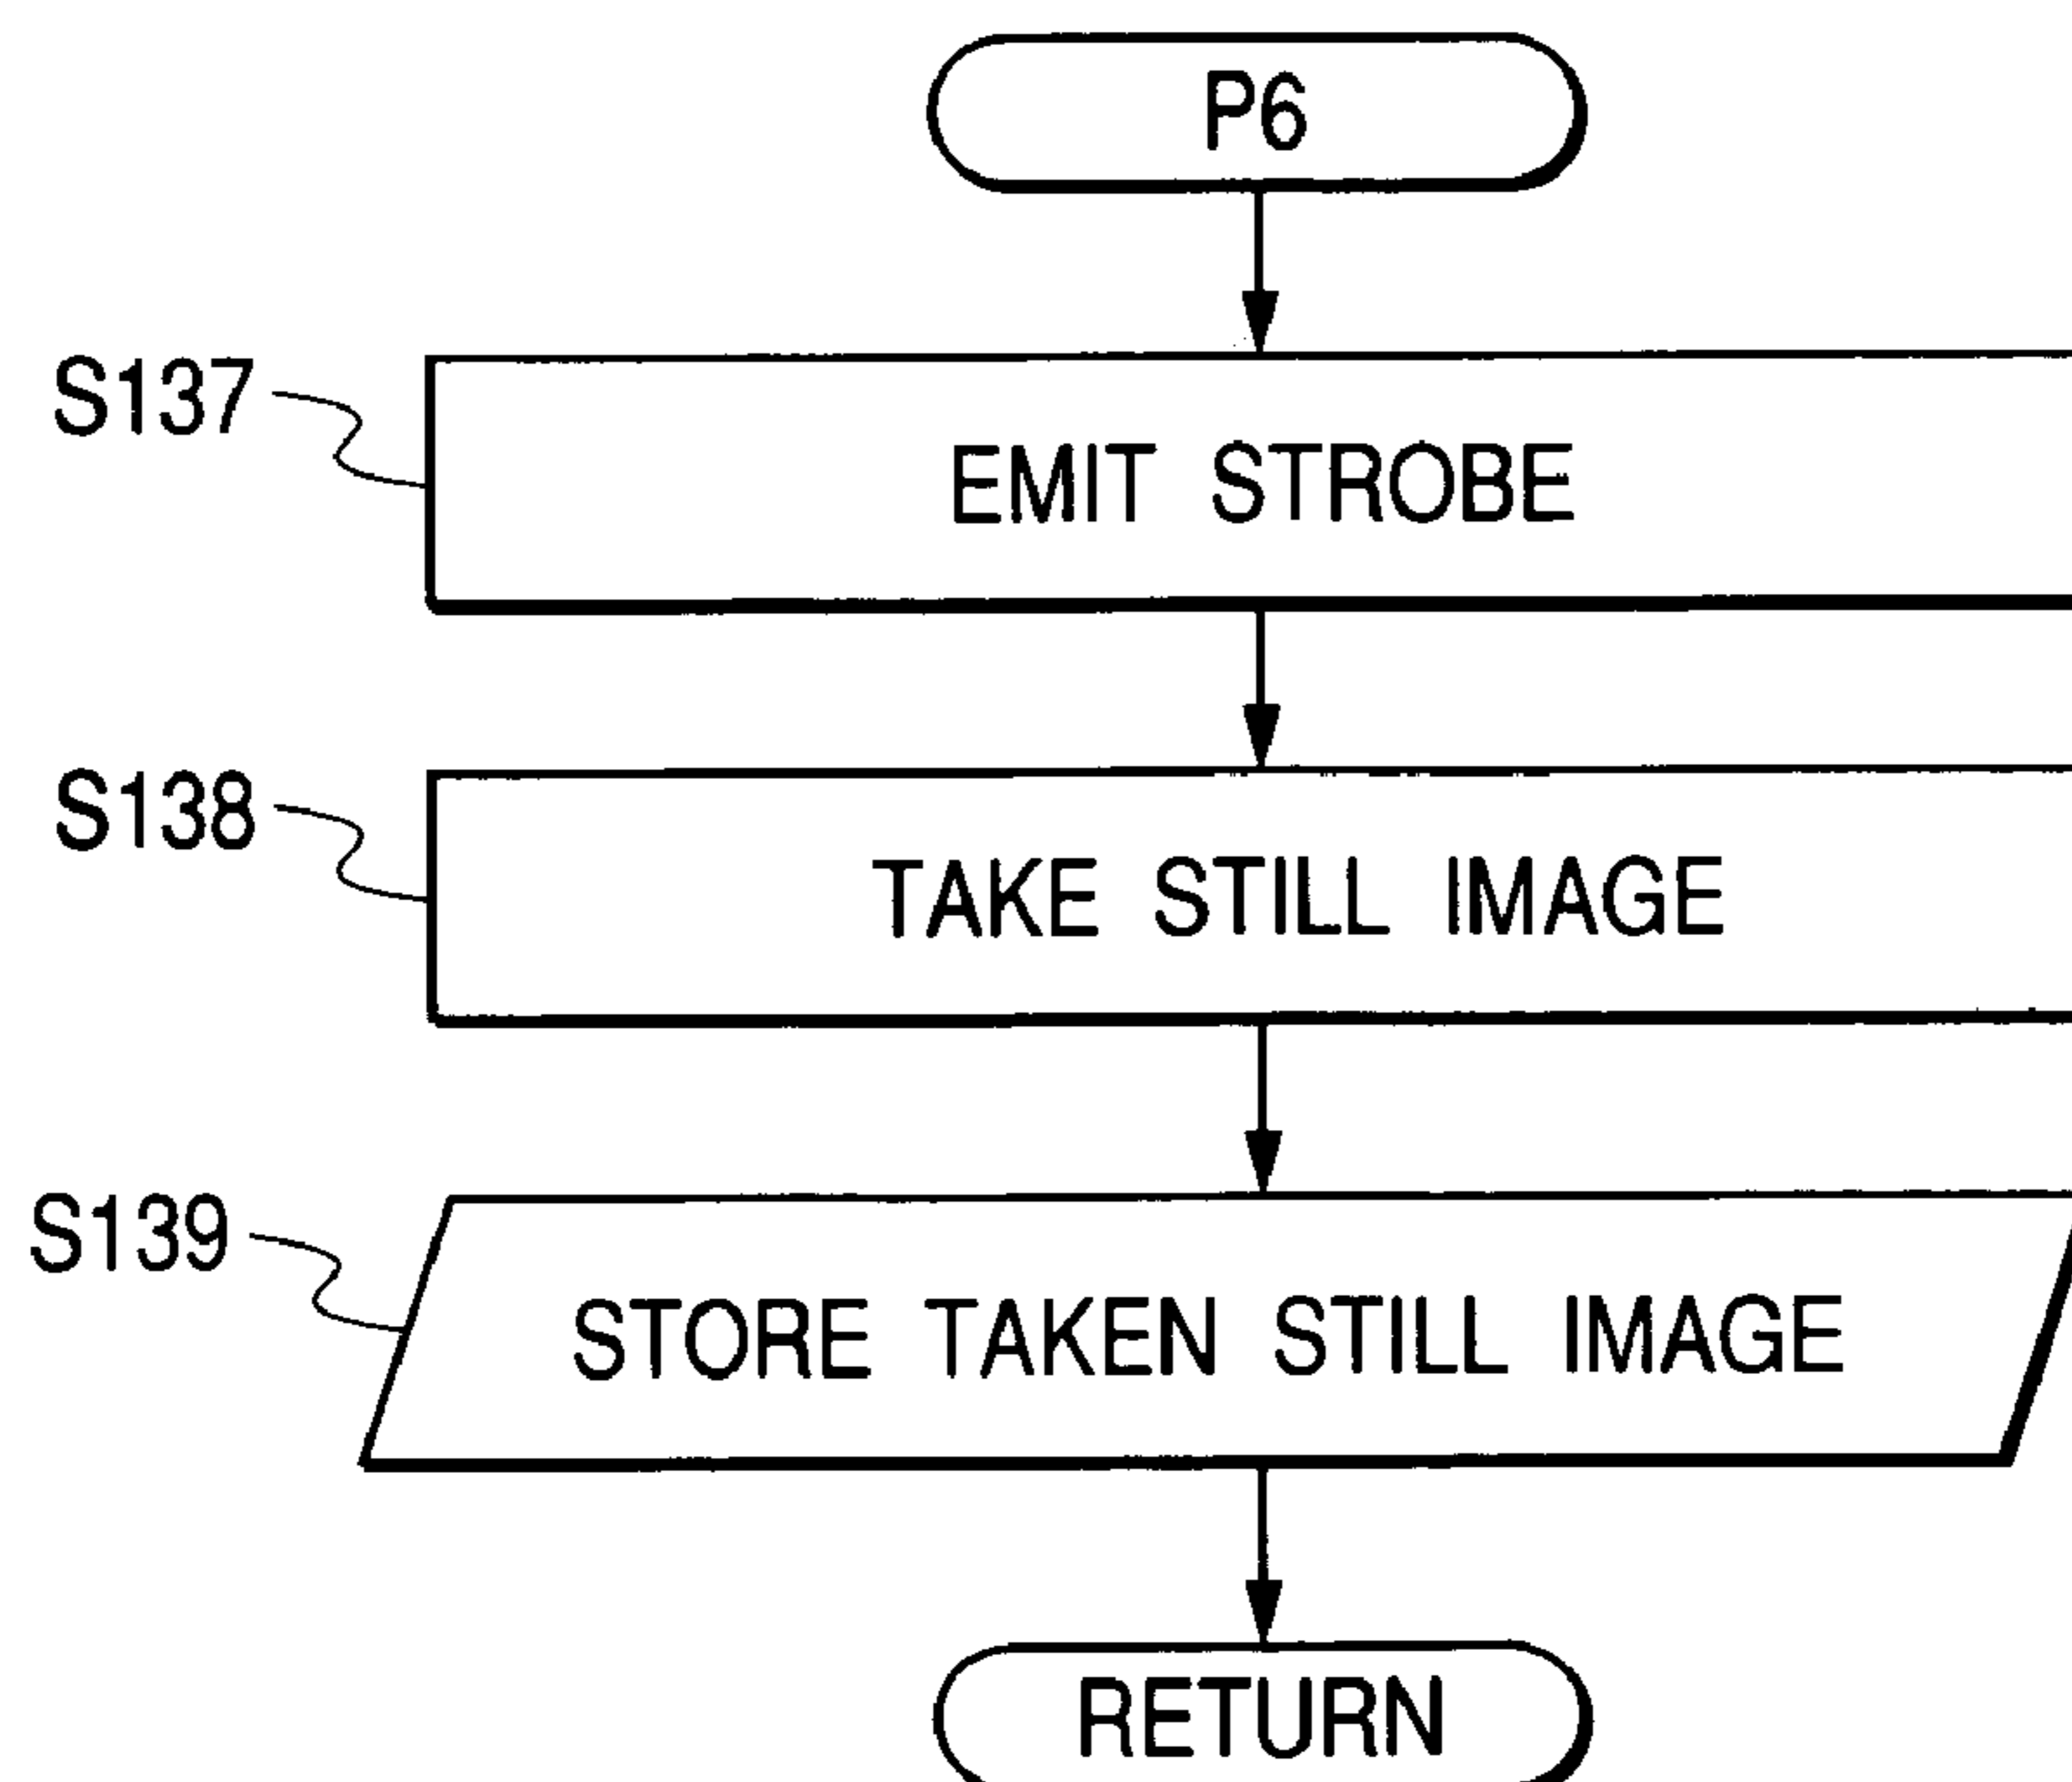 P6
S137
EMIT STROBE
S138
TAKE STILL IMAGE
S139
STORE TAKEN STILL IMAGE
RETURN